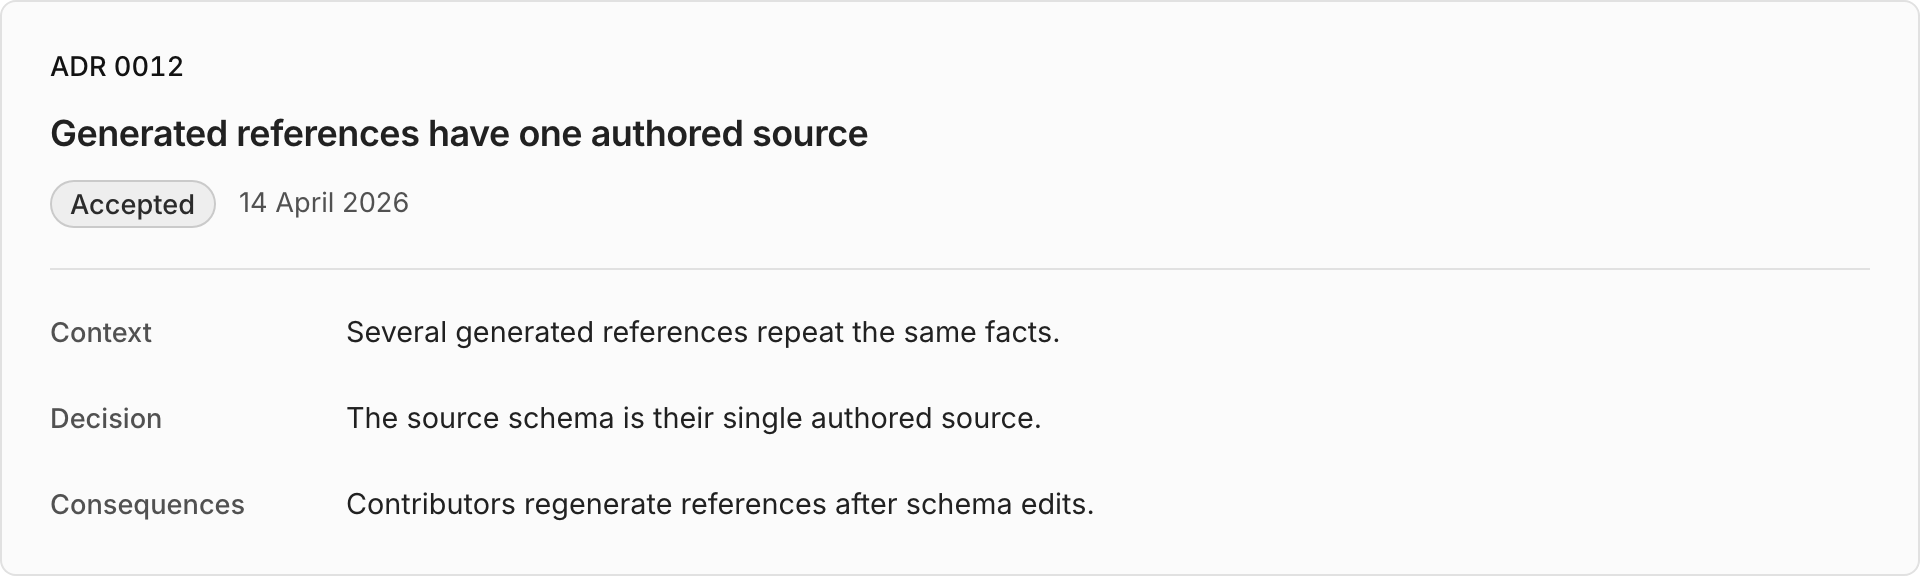 ADR 0012
Generated references have one authored source
Accepted 14 April 2026
Context Several generated references repeat the same facts.
Decision The source schema is their single authored source.
Consequences Contributors regenerate references after schema edits.